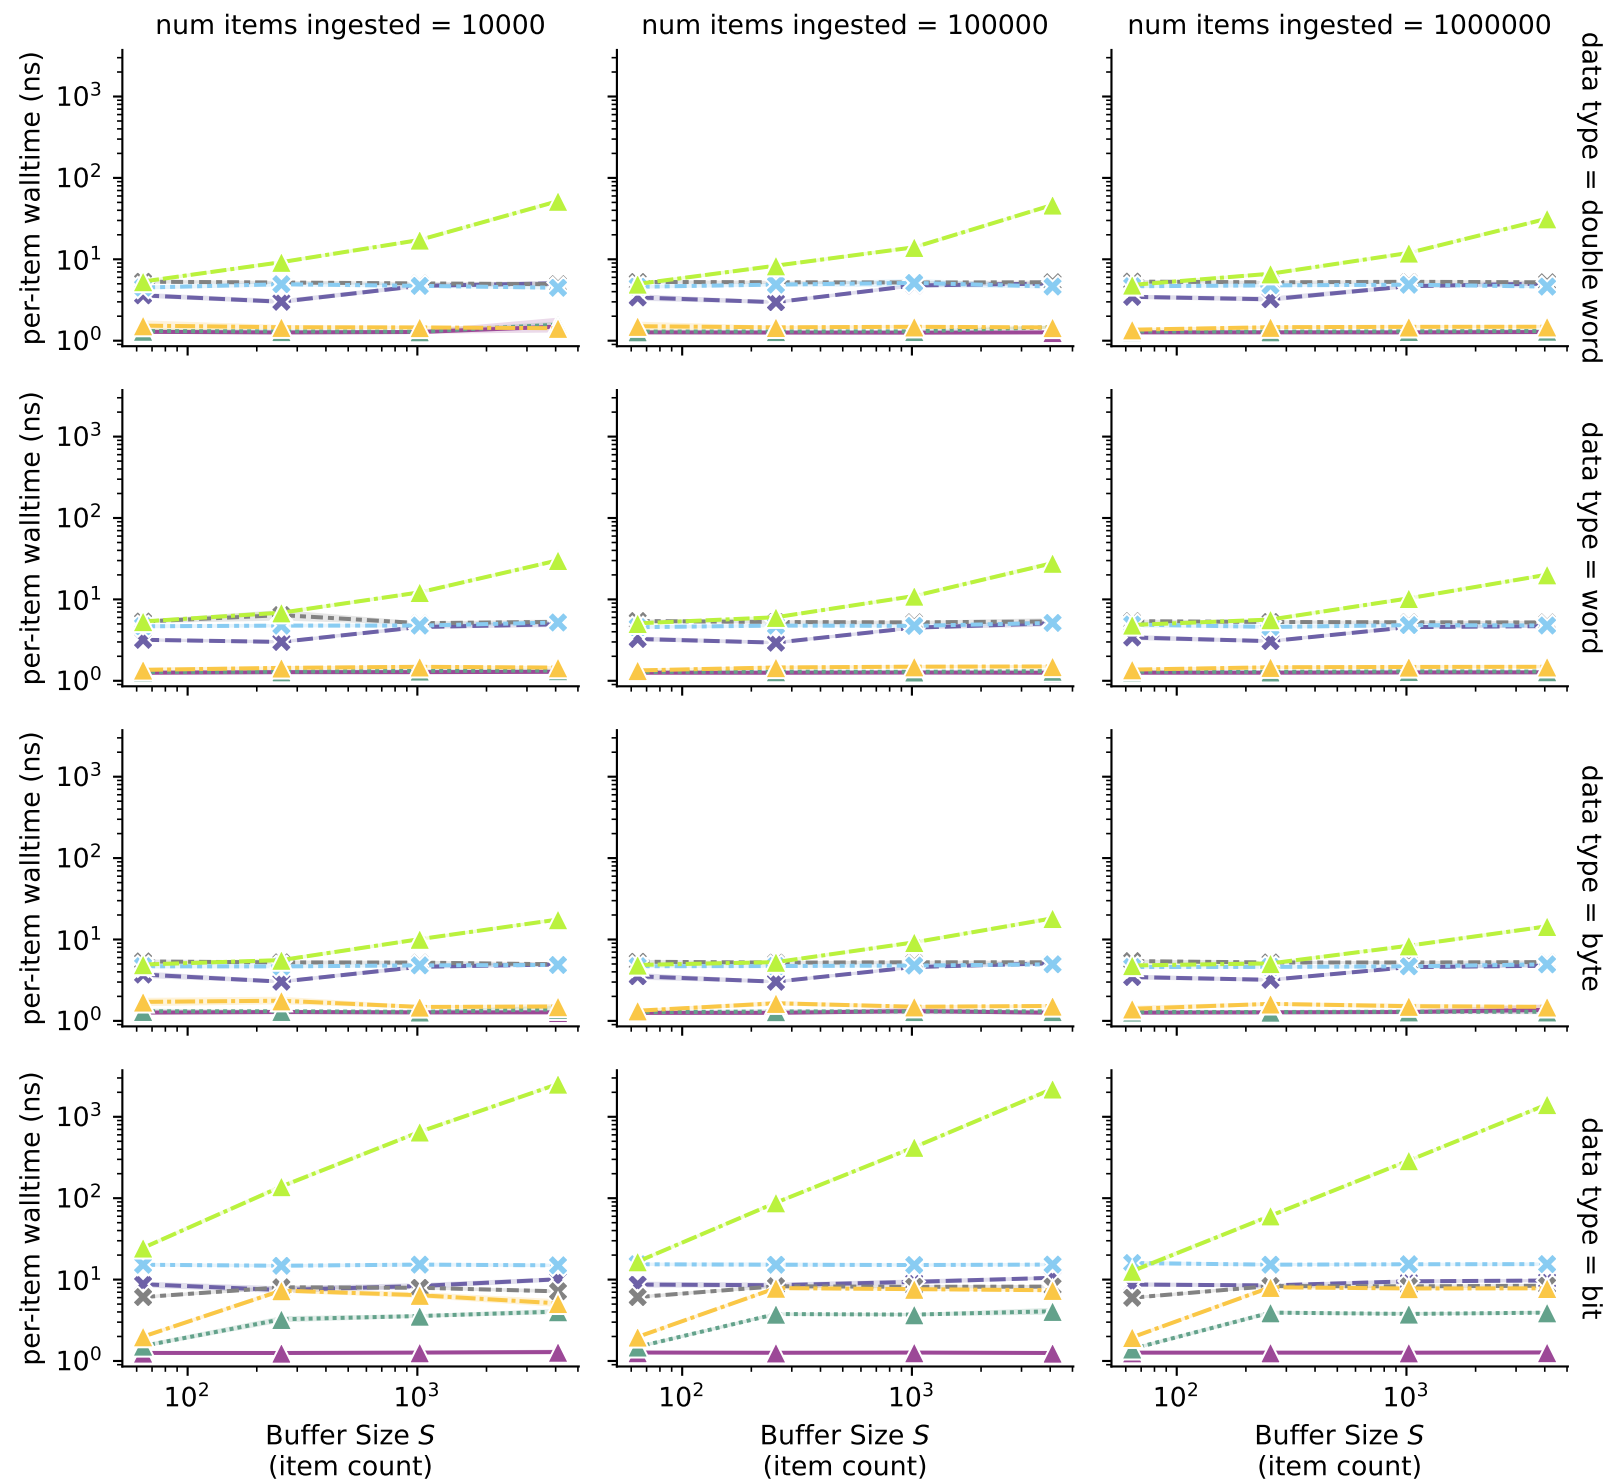 num items ingested = 10000
num items ingested = 100000
num items ingested = 1000000
per-item walltime (ns)
10³
10²
10¹
10⁰
data type = double word
per-item walltime (ns)
10³
10²
10¹
10⁰
data type = word
per-item walltime (ns)
10³
10²
10¹
10⁰
data type = byte
per-item walltime (ns)
10³
10²
10¹
10⁰
data type = bit
10² 10³
10² 10³
10² 10³
Buffer Size S
(item count)
Buffer Size S
(item count)
Buffer Size S
(item count)